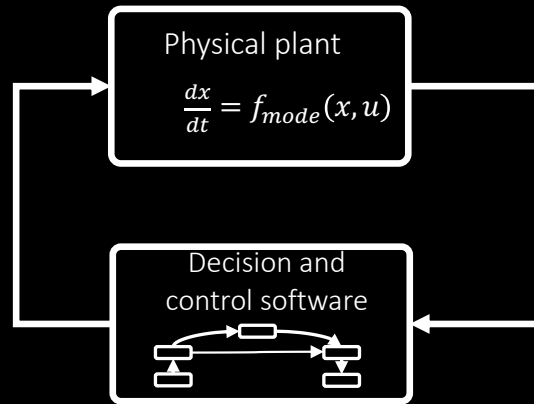 Physical plant
dx/dt = f_mode(x, u)
Decision and
control software